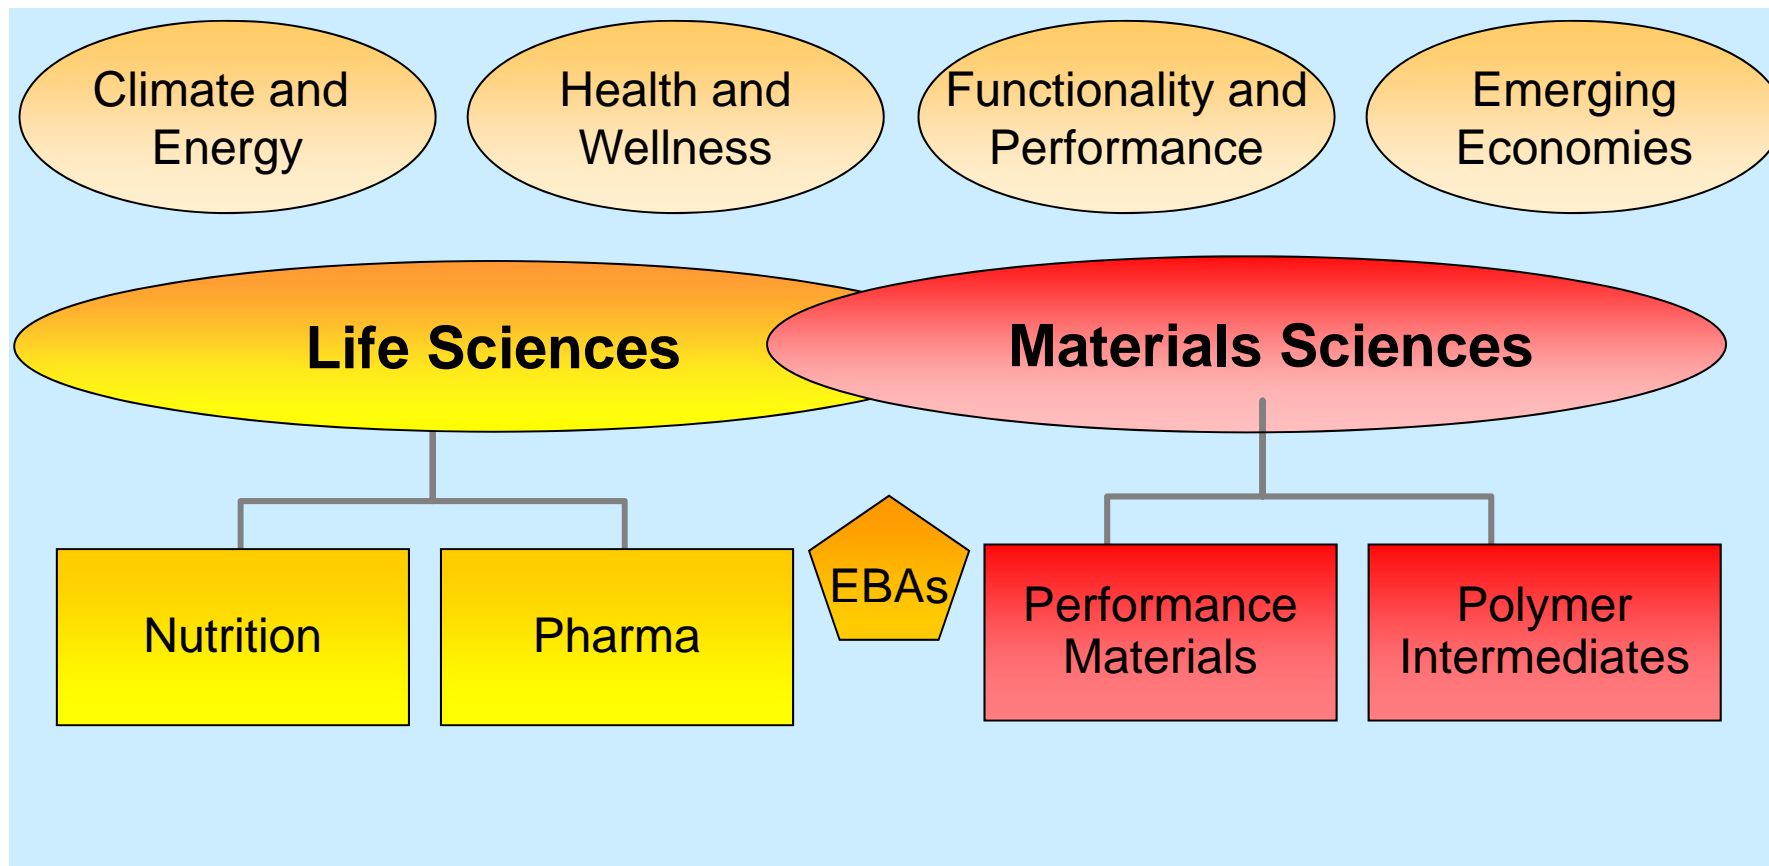 Climate and
Energy
Health and
Wellness
Functionality and
Performance
Emerging
Economies
Life Sciences
Materials Sciences
Nutrition
Pharma
EBAs
Performance
Materials
Polymer
Intermediates